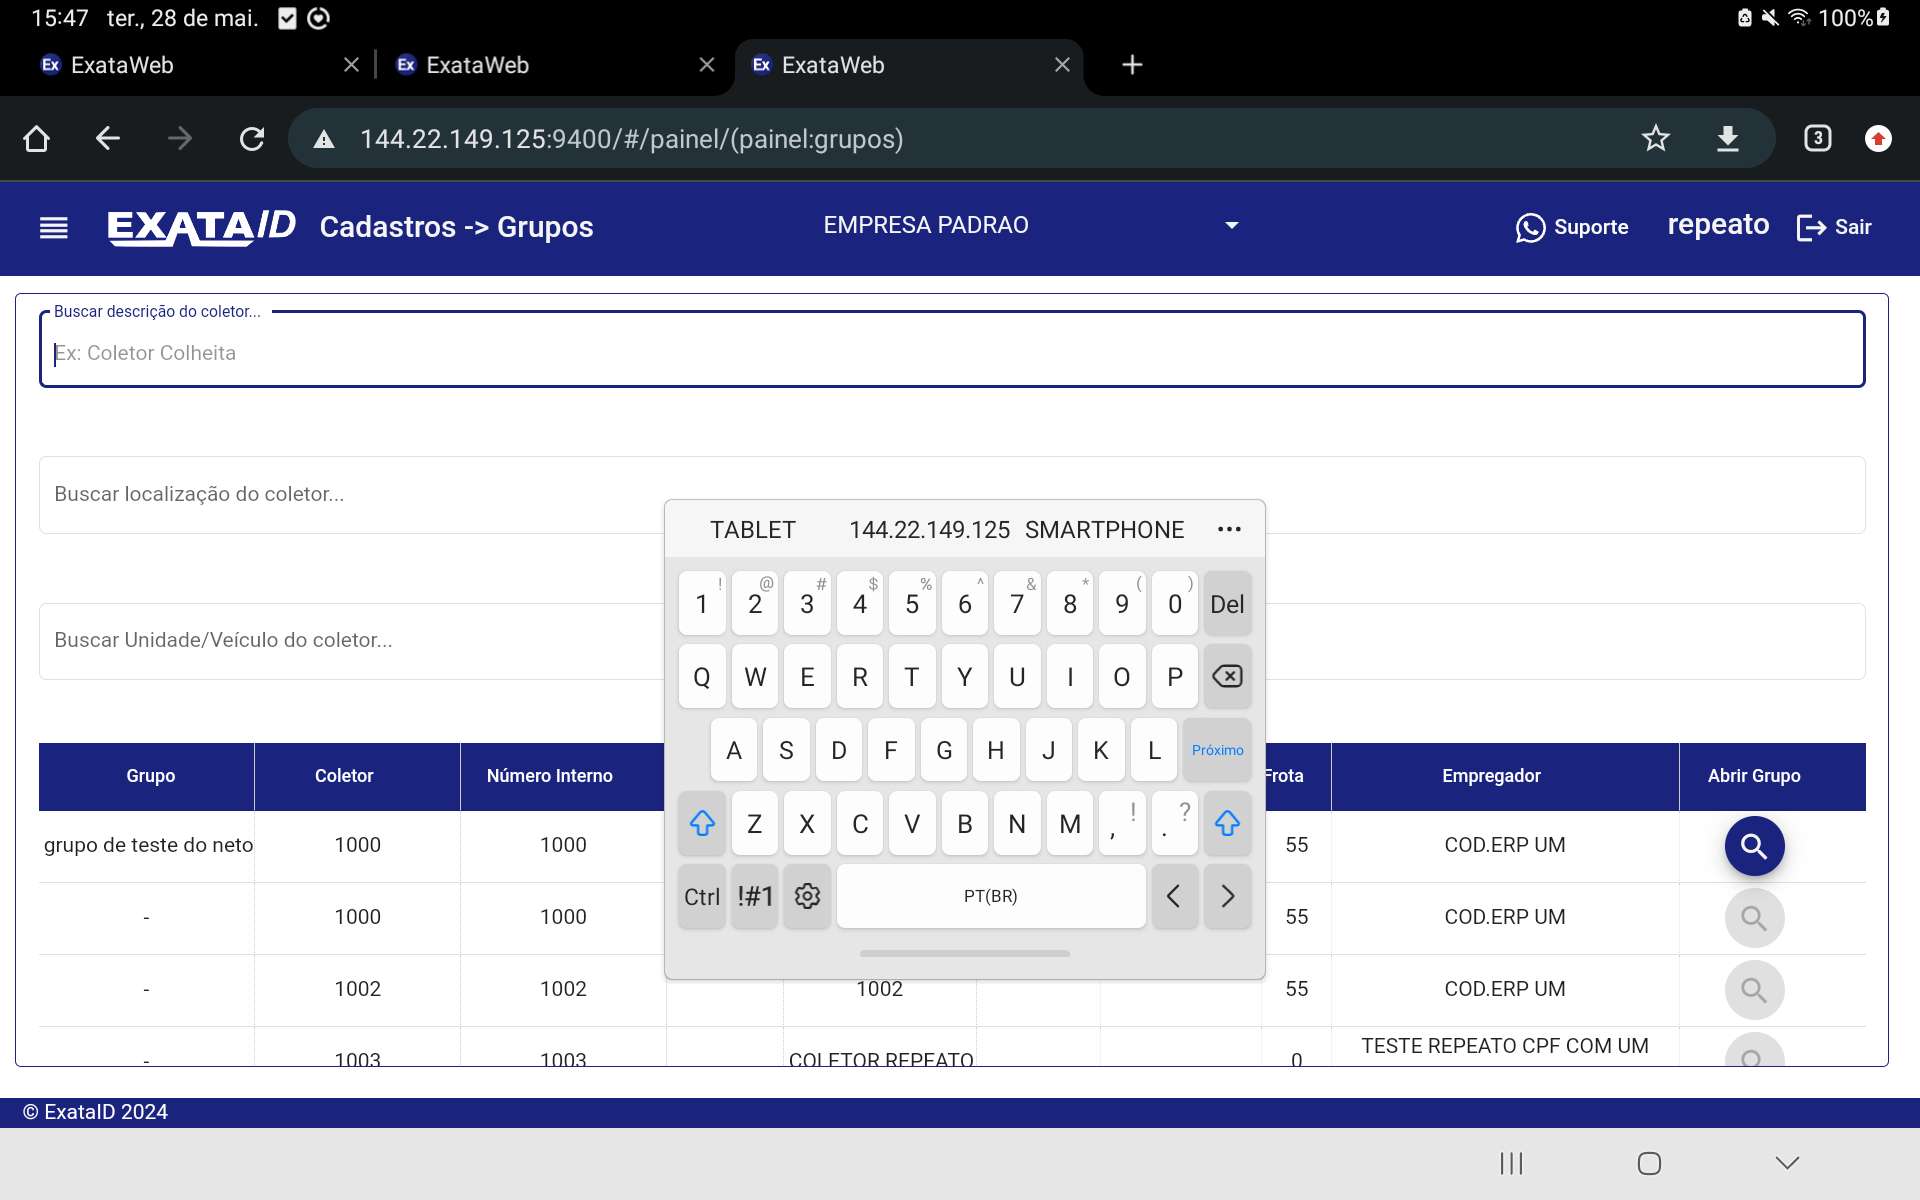 15:47 ter., 28 de mai. 100%
Ex ExataWeb Ex ExataWeb Ex ExataWeb
144.22.149.125:9400/#/painel/(painel:grupos) 3
EXATAID Cadastros -> Grupos EMPRESA PADRAO Suporte repeato Sair
Buscar descrição do coletor...
Ex: Coletor Colheita
Buscar localização do coletor...
Buscar Unidade/Veículo do coletor...
TABLET 144.22.149.125 SMARTPHONE
! @ # $ % ^ & * ( )
1 2 3 4 5 6 7 8 9 0 Del
Q W E R T Y U I O P
A S D F G H J K L Próximo
Z X C V B N M , ! . ?
Ctrl !#1 PT(BR) < >
Grupo Coletor Número Interno Frota Empregador Abrir Grupo
grupo de teste do neto 1000 1000 55 COD.ERP UM
- 1000 1000 55 COD.ERP UM
- 1002 1002 1002 55 COD.ERP UM
- 1003 1003 COLETOR REPEATO 0 TESTE REPEATO CPF COM UM
© ExataID 2024